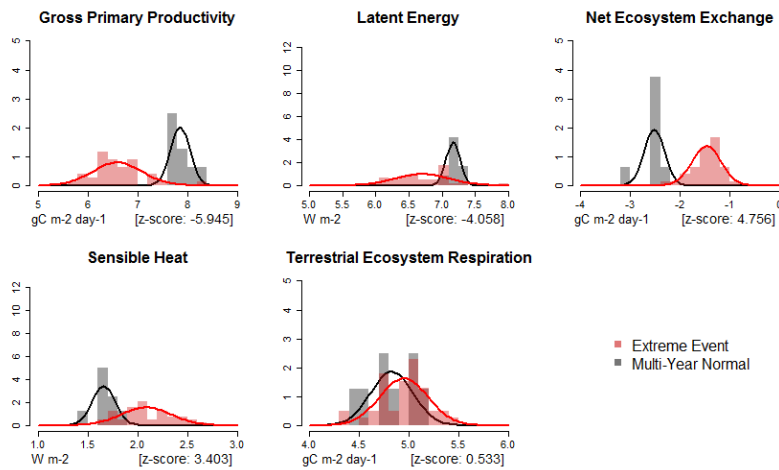 Gross Primary Productivity
0 1 2 3 4 5
5 6 7 8 9
gC m-2 day-1 [z-score: -5.945]
Latent Energy
0 2 4 6 8 10 12
5.0 5.5 6.0 6.5 7.0 7.5 8.0
W m-2 [z-score: -4.058]
Net Ecosystem Exchange
0 1 2 3 4 5
-4 -3 -2 -1 0
gC m-2 day-1 [z-score: 4.756]
Sensible Heat
0 2 4 6 8 10 12
1.0 1.5 2.0 2.5 3.0
W m-2 [z-score: 3.403]
Terrestrial Ecosystem Respiration
0 1 2 3 4 5
4.0 4.5 5.0 5.5 6.0
gC m-2 day-1 [z-score: 0.533]
Extreme Event
Multi-Year Normal